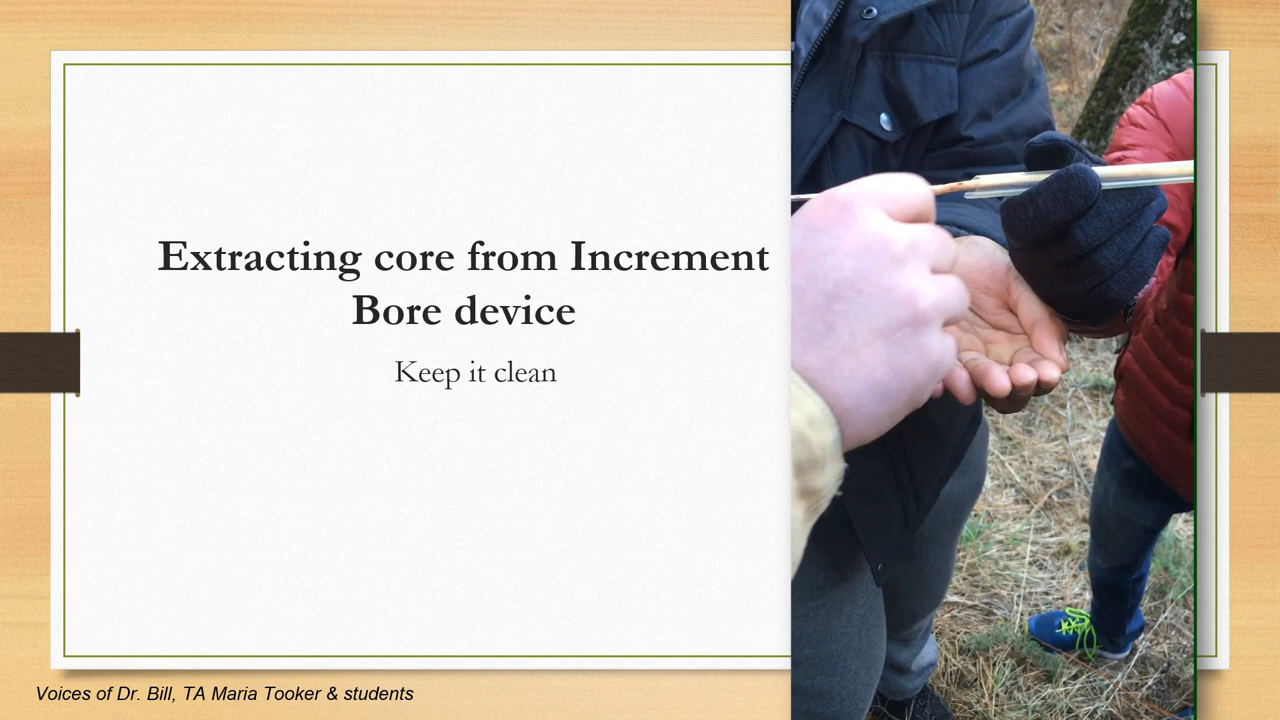 Extracting core from Increment
Bore device
Keep it clean
Voices of Dr. Bill, TA Maria Tooker & students